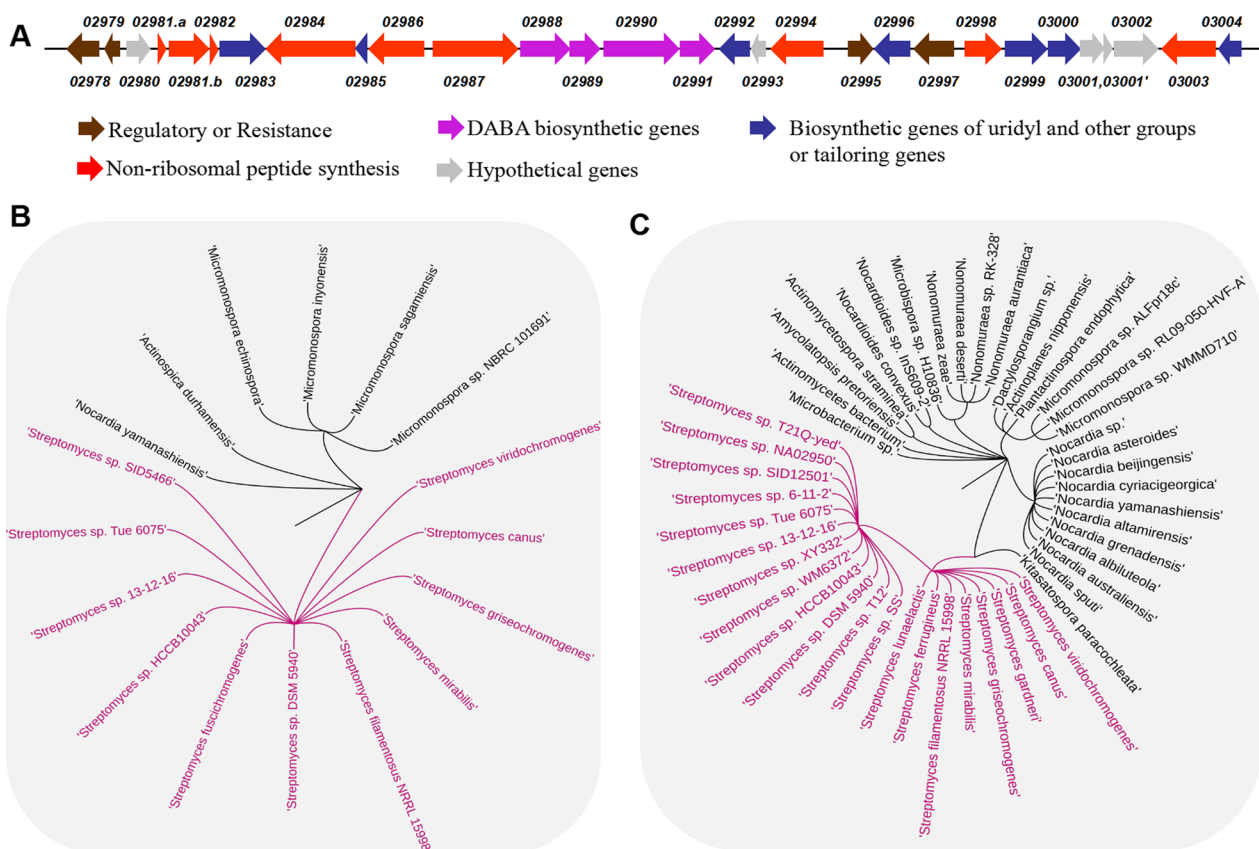 02979 02981.a 02982 02984 02986 02988 02990 02992 02994 02996 02998 03000 03002 03004
A
02978 02980 02981.b 02983 02985 02987 02989 02991 02993 02995 02997 02999 03001,03001' 03003
Regulatory or Resistance
DABA biosynthetic genes
Biosynthetic genes of uridyl and other groups
or tailoring genes
Non-ribosomal peptide synthesis
Hypothetical genes
B
'Micromonospora echinospora'
'Micromonospora inyonensis'
'Micromonospora sagamiensis'
'Micromonospora sp. NBRC 101691'
'Actinospica durhamensis'
'Nocardia yamanashiensis'
'Streptomyces sp. SID5466'
'Streptomyces sp. Tue 6075'
'Streptomyces sp. 13-12-16'
'Streptomyces sp. HCCB10043'
'Streptomyces fuscichromogenes'
'Streptomyces sp. DSM 5940'
'Streptomyces filamentosus NRRL 15998
'Streptomyces mirabilis'
'Streptomyces griseochromogenes'
'Streptomyces canus'
'Streptomyces viridochromogenes'
C
'Microbacterium sp.'
'Actinomycetes bacterium'
'Amycolatopsis pretoriensis'
'Actinomycetospora straminea'
'Nocardioides convexus'
'Nocardioides sp. InS609-2'
'Microbispora sp. H10836'
'Nonomuraea zeae'
'Nonomuraea deserti'
'Nonomuraea sp. RK-328'
'Nonomuraea aurantiaca'
'Dactylosporangium sp.'
'Actinoplanes nipponensis'
'Plantactinospora endophytica'
'Micromonospora sp. ALFpr18c'
'Micromonospora sp. RL09-050-HVF-A'
'Micromonospora sp. WMMD710'
'Nocardia sp.'
'Nocardia asteroides'
'Nocardia beijingensis'
'Nocardia cyriacigeorgica'
'Nocardia yamanashiensis'
'Nocardia altamirensis'
'Nocardia grenadensis'
'Nocardia albiluteola'
'Nocardia australiensis'
'Nocardia sputi'
'Kitasatospora paracochleata'
'Streptomyces viridochromogenes'
'Streptomyces canus'
'Streptomyces gardneri'
'Streptomyces griseochromogenes'
'Streptomyces mirabilis'
'Streptomyces filamentosus NRRL 15998'
'Streptomyces ferrugineus'
'Streptomyces lunaelactis'
'Streptomyces sp. SS'
'Streptomyces sp. T12'
'Streptomyces sp. DSM 5940'
'Streptomyces sp. HCCB10043'
'Streptomyces sp. WM6372'
'Streptomyces sp. XY332'
'Streptomyces sp. 13-12-16'
'Streptomyces sp. Tue 6075'
'Streptomyces sp. 6-11-2'
'Streptomyces sp. SID12501'
'Streptomyces sp. NA02950'
'Streptomyces sp. T21Q-yed'